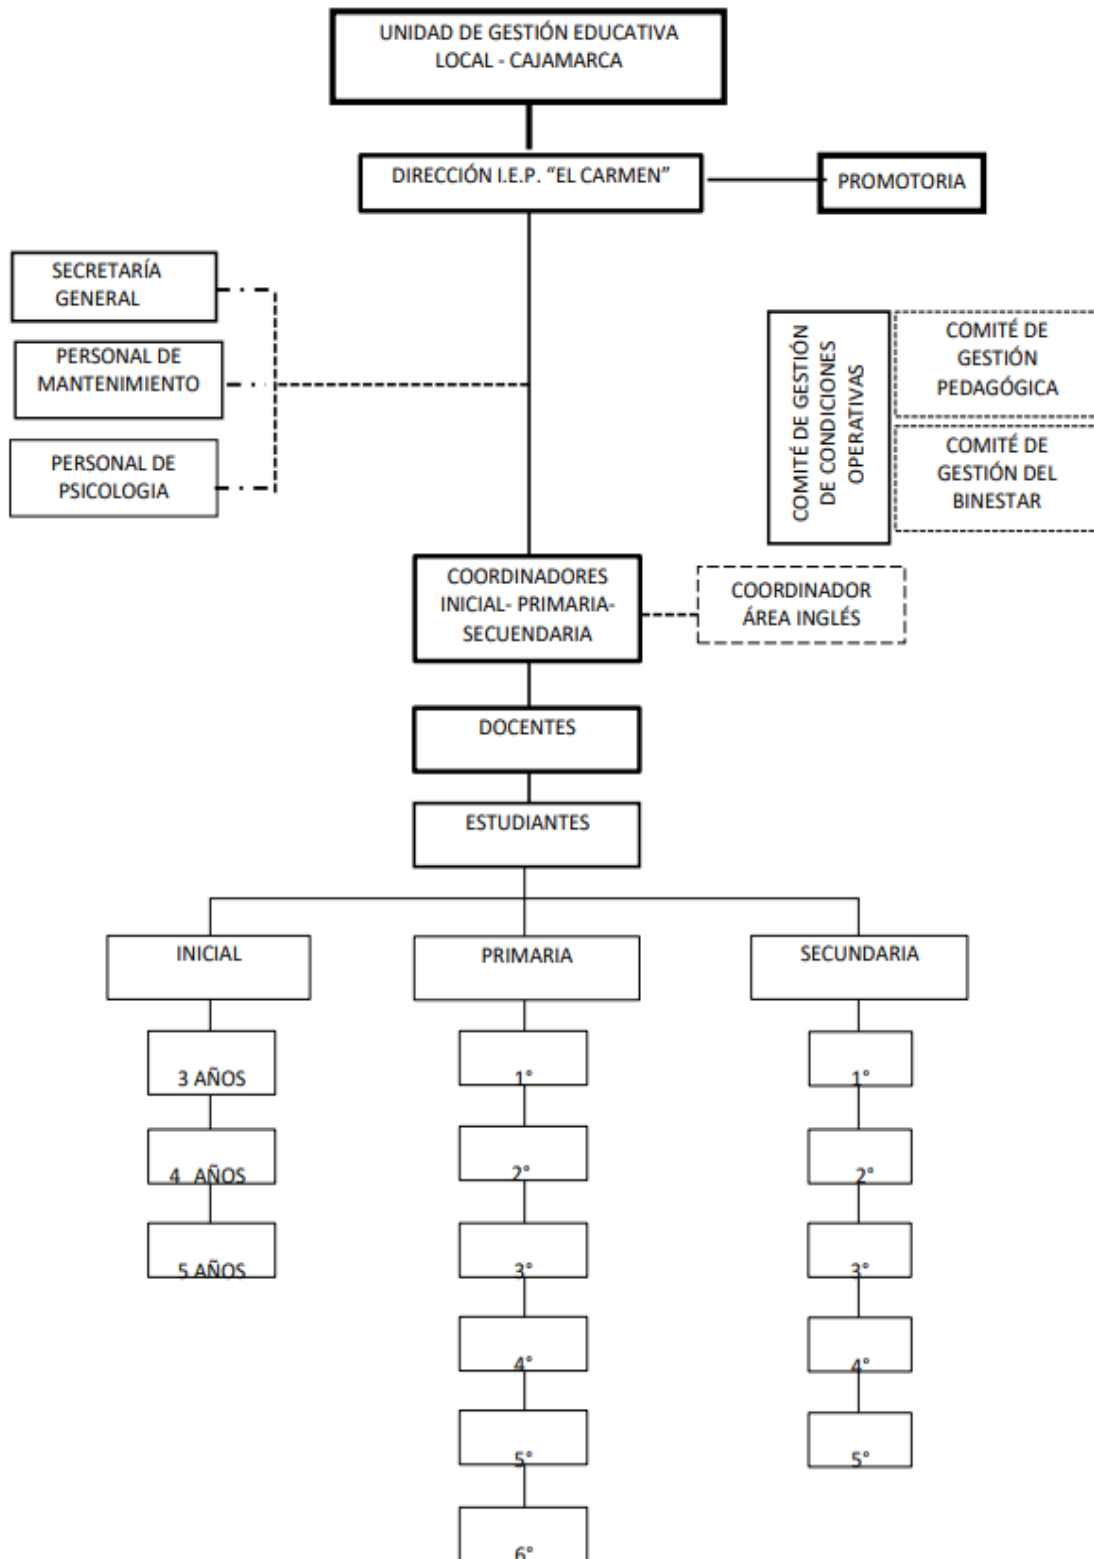 UNIDAD DE GESTIÓN EDUCATIVA
LOCAL - CAJAMARCA
DIRECCIÓN I.E.P. “EL CARMEN”
PROMOTORIA
SECRETARÍA
GENERAL
PERSONAL DE
MANTENIMIENTO
PERSONAL DE
PSICOLOGIA
COMITÉ DE GESTIÓN
DE CONDICIONES
OPERATIVAS
COMITÉ DE
GESTIÓN
PEDAGÓGICA
COMITÉ DE
GESTIÓN DEL
BINESTAR
COORDINADORES
INICIAL- PRIMARIA-
SECUENDARIA
COORDINADOR
ÁREA INGLÉS
DOCENTES
ESTUDIANTES
INICIAL
3 AÑOS
4 AÑOS
5 AÑOS
PRIMARIA
1°
2°
3°
4°
5°
6°
SECUNDARIA
1°
2°
3°
4°
5°